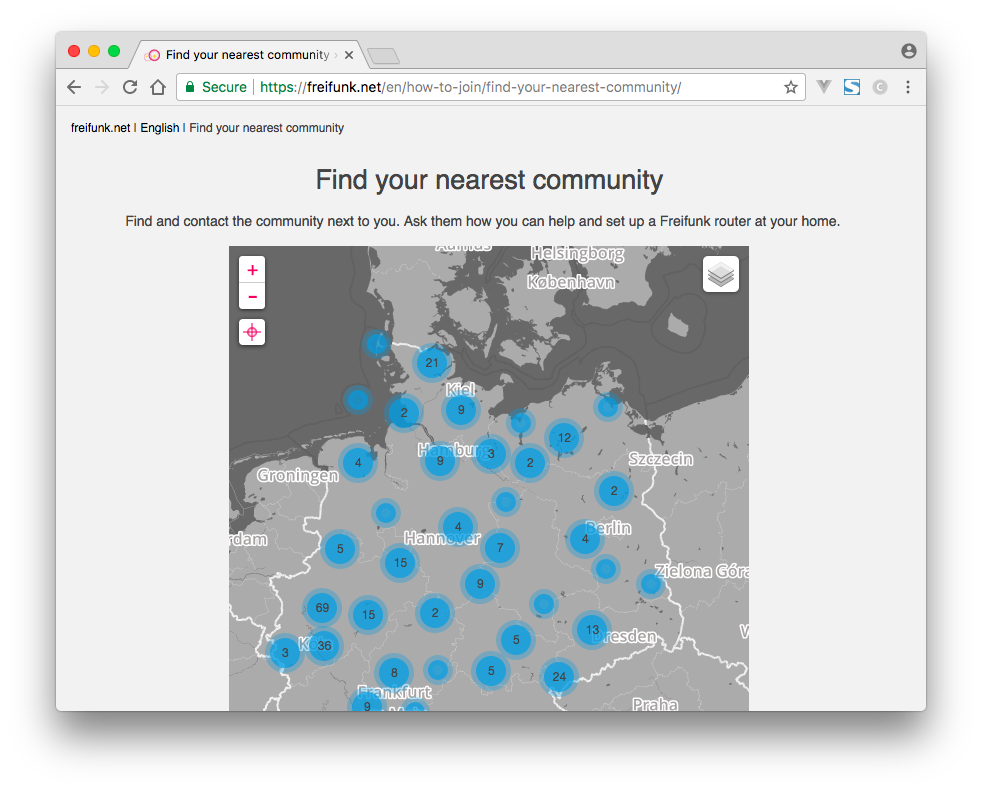 Find your nearest community
Secure | https://freifunk.net/en/how-to-join/find-your-nearest-community/
freifunk.net | English | Find your nearest community
Find your nearest community
Find and contact the community next to you. Ask them how you can help and set up a Freifunk router at your home.
Helsingborg
+
København
−
21
Kiel
2
9
12
Hamburg
3
4
9
2
Szczecin
Groningen
2
4
Berlin
rdam
Hannover
4
5
7
15
Zielona Góra
9
69
15
2
13
Dresden
5
36
3
8
5
24
Frankfurt
Praha
9